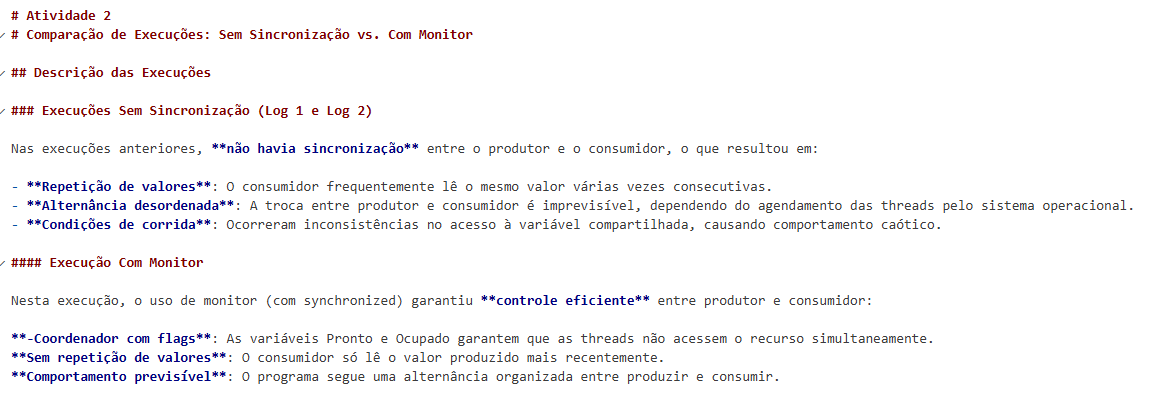 # Atividade 2
# Comparação de Execuções: Sem Sincronização vs. Com Monitor
## Descrição das Execuções
### Execuções Sem Sincronização (Log 1 e Log 2)
Nas execuções anteriores, **não havia sincronização** entre o produtor e o consumidor, o que resultou em:
- **Repetição de valores**: O consumidor frequentemente lê o mesmo valor várias vezes consecutivas.
- **Alternância desordenada**: A troca entre produtor e consumidor é imprevisível, dependendo do agendamento das threads pelo sistema operacional.
- **Condições de corrida**: Ocorreram inconsistências no acesso à variável compartilhada, causando comportamento caótico.
#### Execução Com Monitor
Nesta execução, o uso de monitor (com synchronized) garantiu **controle eficiente** entre produtor e consumidor:
**-Coordenador com flags**: As variáveis Pronto e Ocupado garantem que as threads não acessem o recurso simultaneamente.
**Sem repetição de valores**: O consumidor só lê o valor produzido mais recentemente.
**Comportamento previsível**: O programa segue uma alternância organizada entre produzir e consumir.